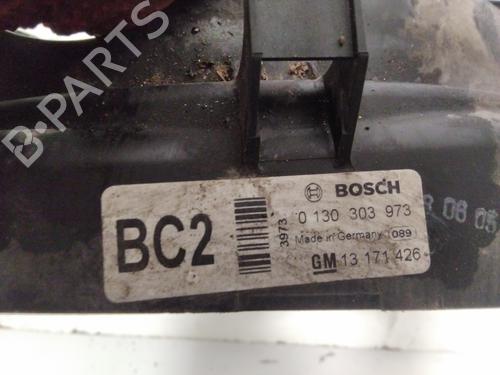 B-PARTS
BOSCH
BC2
3973
0 130 303 973
Made in Germany 1089
GM 13 171 426
06 05